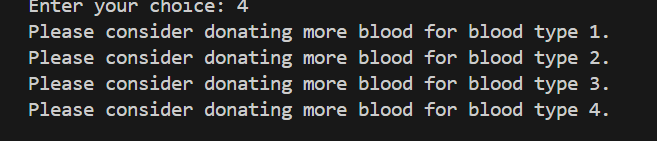 Enter your choice: 4
Please consider donating more blood for blood type 1.
Please consider donating more blood for blood type 2.
Please consider donating more blood for blood type 3.
Please consider donating more blood for blood type 4.